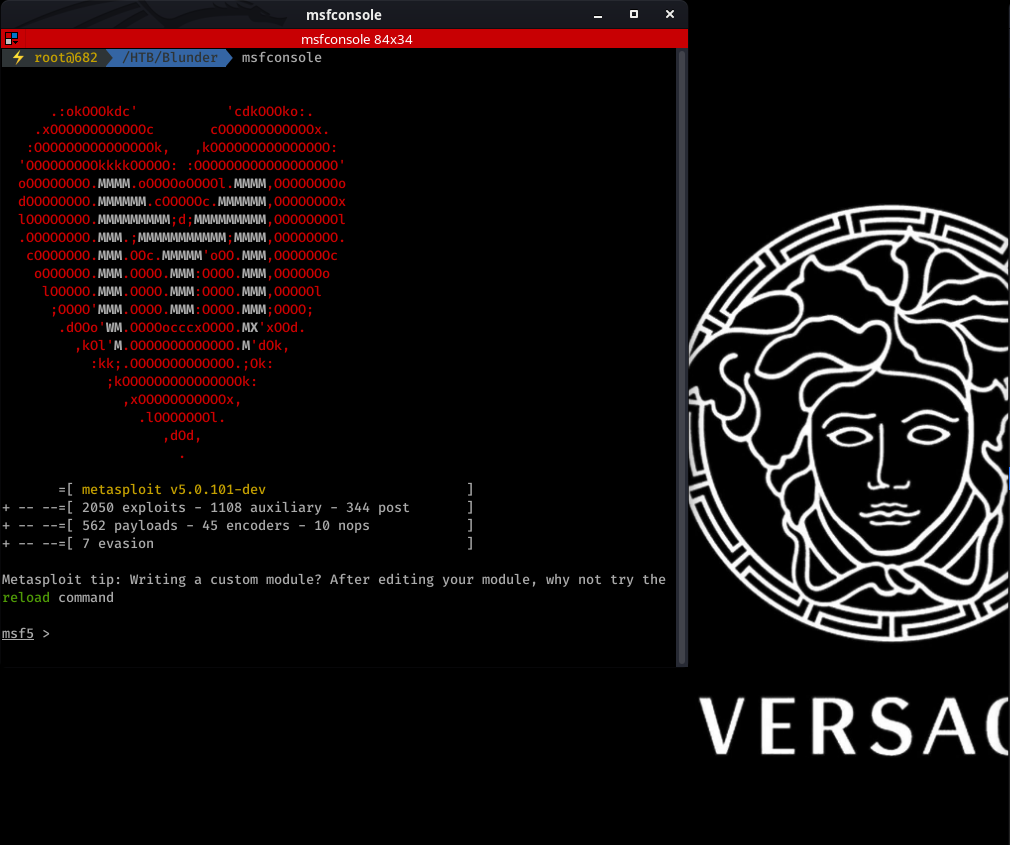 msfconsole
msfconsole 84x34
root@682 /HTB/Blunder msfconsole
.:okOOOkdc' 'cdkOOOko:.
.xOOOOOOOOOOOOc cOOOOOOOOOOOOx.
:OOOOOOOOOOOOOOOk, ,kOOOOOOOOOOOOOOO:
'OOOOOOOOOkkkkOOOOO: :OOOOOOOOOOOOOOOOOO'
oOOOOOOOO.MMMM.oOOOOoOOOOl.MMMM,OOOOOOOOo
dOOOOOOOO.MMMMMM.cOOOOOc.MMMMMM,OOOOOOOOx
lOOOOOOOO.MMMMMMMMM;d;MMMMMMMMM,OOOOOOOOl
.OOOOOOOO.MMM.;MMMMMMMMMMM;MMMM,OOOOOOOO.
cOOOOOOO.MMM.OOc.MMMMM'oOO.MMM,OOOOOOOc
oOOOOOO.MMM.OOOO.MMM:OOOO.MMM,OOOOOOo
lOOOOO.MMM.OOOO.MMM:OOOO.MMM,OOOOOl
;OOOO'MMM.OOOO.MMM:OOOO.MMM;OOOO;
.dOOo'WM.OOOOocccxOOOO.MX'xOOd.
,kOl'M.OOOOOOOOOOOOO.M'dOk,
:kk;.OOOOOOOOOOOOO.;Ok:
;kOOOOOOOOOOOOOOOk:
,xOOOOOOOOOOOx,
.lOOOOOOOl.
,dOd,
.
=[ metasploit v5.0.101-dev ]
+ -- --=[ 2050 exploits - 1108 auxiliary - 344 post ]
+ -- --=[ 562 payloads - 45 encoders - 10 nops ]
+ -- --=[ 7 evasion ]
Metasploit tip: Writing a custom module? After editing your module, why not try the
reload command
msf5 >
VERSAC